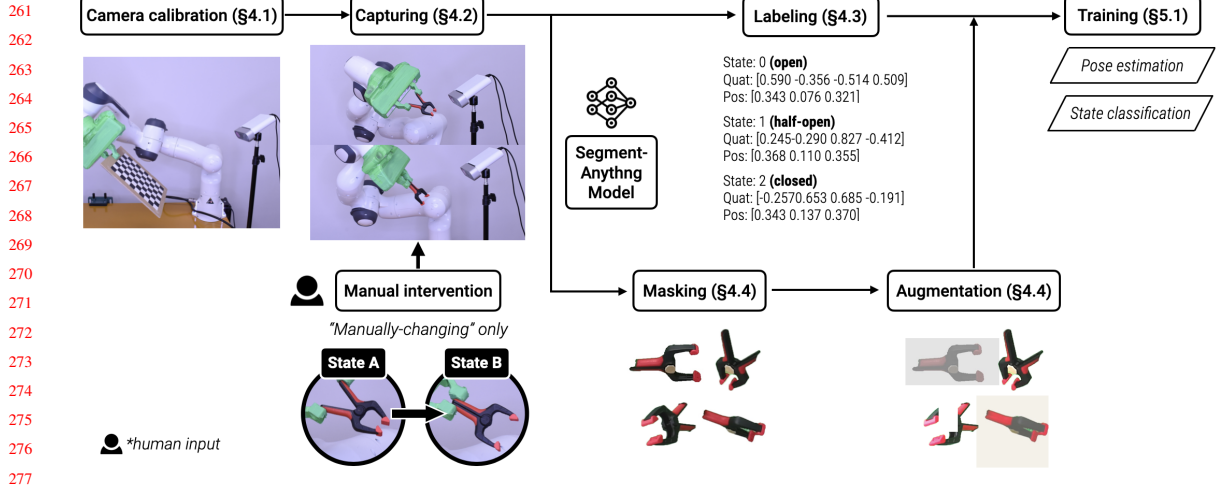 261
262
263
264
265
266
267
268
269
270
271
272
273
274
275
276
277
Camera calibration (§4.1)
Capturing (§4.2)
Labeling (§4.3)
Training (§5.1)
Pose estimation
State classification
State: 0 (open)
Quat: [0.590 -0.356 -0.514 0.509]
Pos: [0.343 0.076 0.321]
State: 1 (half-open)
Quat: [0.245-0.290 0.827 -0.412]
Pos: [0.368 0.110 0.355]
State: 2 (closed)
Quat: [-0.2570.653 0.685 -0.191]
Pos: [0.343 0.137 0.370]
Segment-
Anythng
Model
Manual intervention
"Manually-changing" only
State A
State B
Masking (§4.4)
Augmentation (§4.4)
*human input